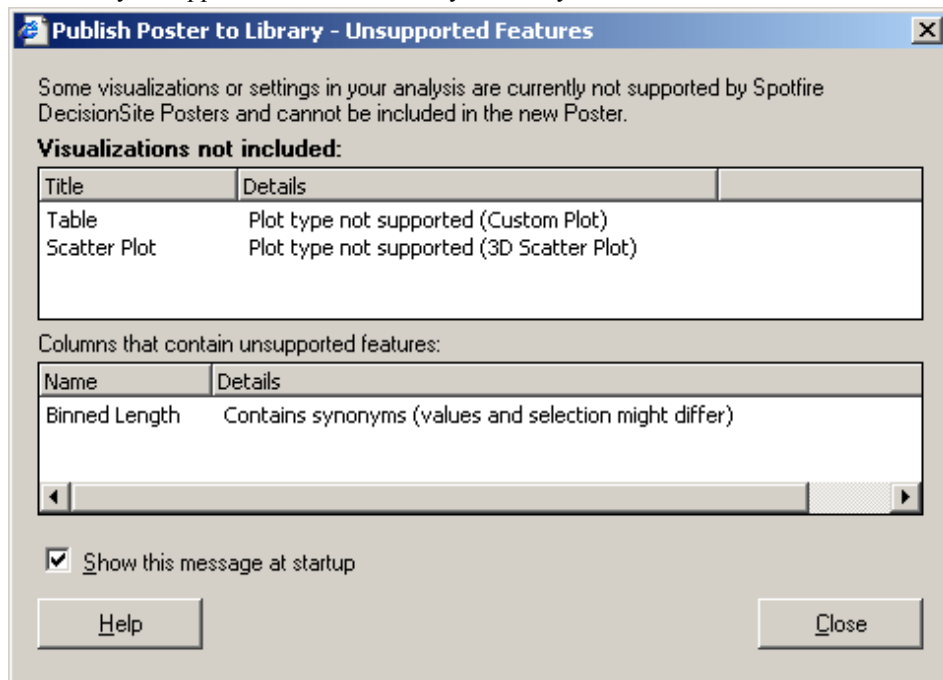 Publish Poster to Library - Unsupported Features
Some visualizations or settings in your analysis are currently not supported by Spotfire
DecisionSite Posters and cannot be included in the new Poster.
Visualizations not included:
Title Details
Table Plot type not supported (Custom Plot)
Scatter Plot Plot type not supported (3D Scatter Plot)
Columns that contain unsupported features:
Name Details
Binned Length Contains synonyms (values and selection might differ)
Show this message at startup
Help Close